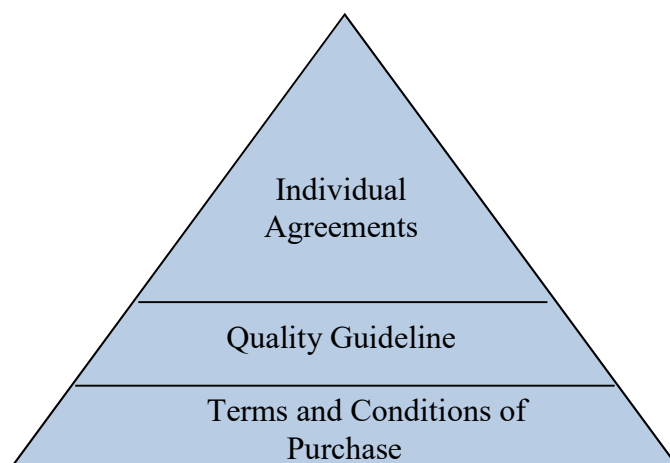 Individual
Agreements
Quality Guideline
Terms and Conditions of
Purchase